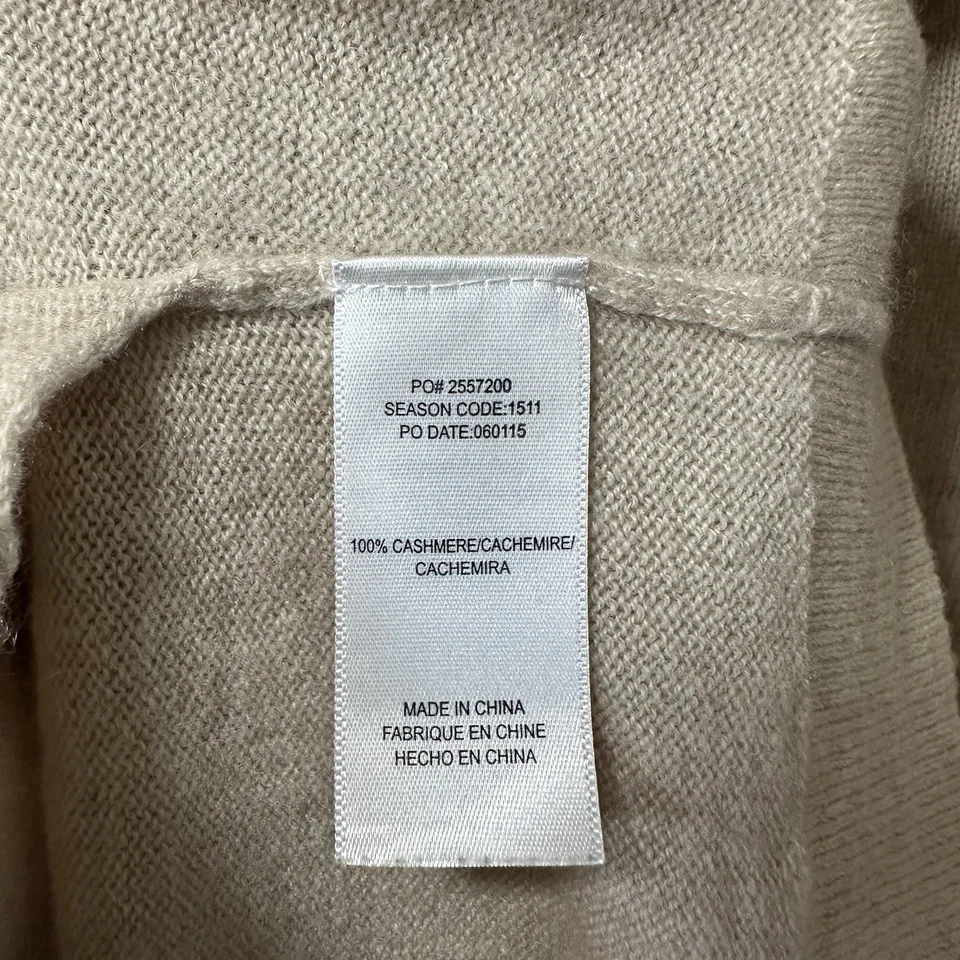 PO# 2557200
SEASON CODE:1511
PO DATE:060115
100% CASHMERE/CACHEMIRE/
CACHEMIRA
MADE IN CHINA
FABRIQUE EN CHINE
HECHO EN CHINA